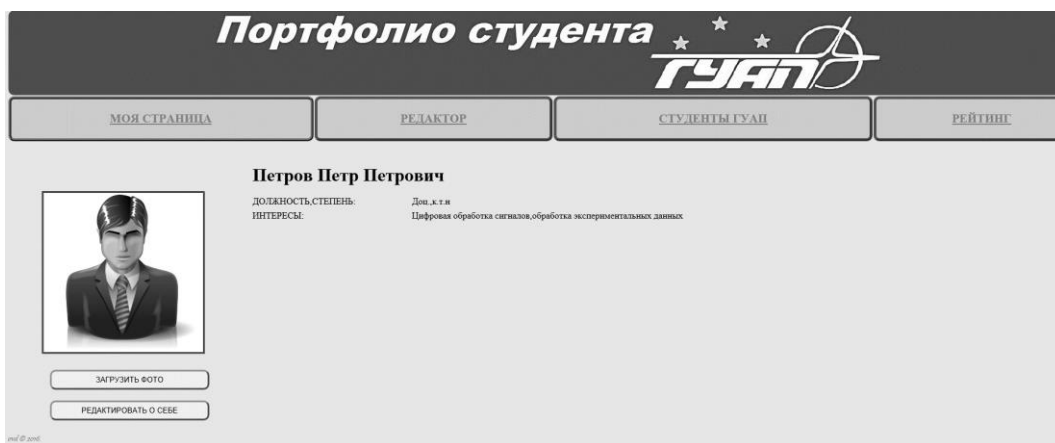 Портфолио студента
ГУАП
МОЯ СТРАНИЦА РЕДАКТОР СТУДЕНТЫ ГУАП РЕЙТИНГ
Петров Петр Петрович
ДОЛЖНОСТЬ,СТЕПЕНЬ: Доц.,к.т.н
ИНТЕРЕСЫ: Цифровая обработка сигналов,обработка экспериментальных данных
ЗАГРУЗИТЬ ФОТО
РЕДАКТИРОВАТЬ О СЕБЕ